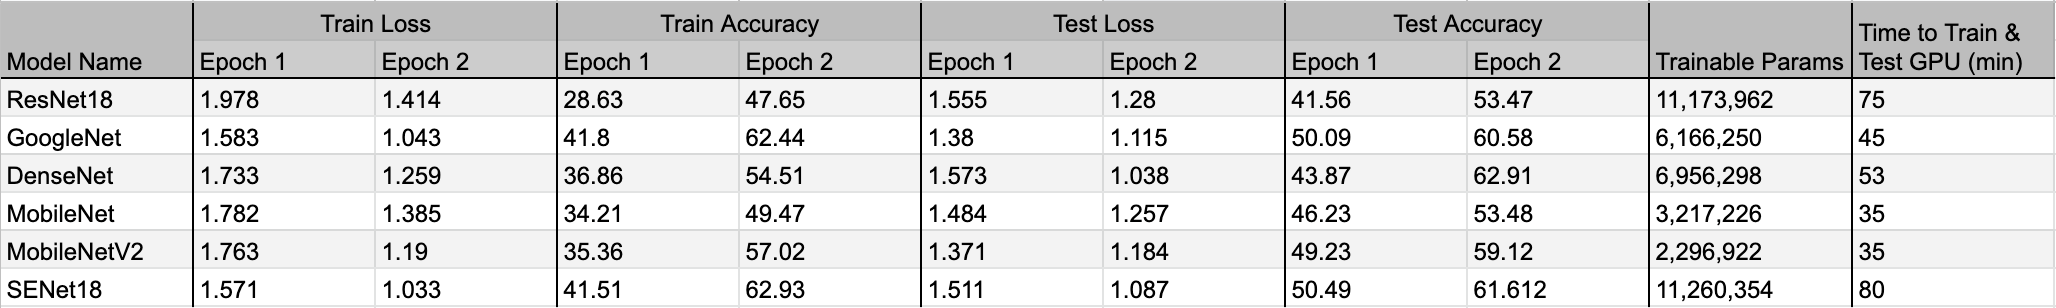 Train Loss Train Accuracy Test Loss Test Accuracy
Model Name Epoch 1 Epoch 2 Epoch 1 Epoch 2 Epoch 1 Epoch 2 Epoch 1 Epoch 2 Trainable Params Time to Train &
Test GPU (min)
ResNet18 1.978 1.414 28.63 47.65 1.555 1.28 41.56 53.47 11,173,962 75
GoogleNet 1.583 1.043 41.8 62.44 1.38 1.115 50.09 60.58 6,166,250 45
DenseNet 1.733 1.259 36.86 54.51 1.573 1.038 43.87 62.91 6,956,298 53
MobileNet 1.782 1.385 34.21 49.47 1.484 1.257 46.23 53.48 3,217,226 35
MobileNetV2 1.763 1.19 35.36 57.02 1.371 1.184 49.23 59.12 2,296,922 35
SENet18 1.571 1.033 41.51 62.93 1.511 1.087 50.49 61.612 11,260,354 80